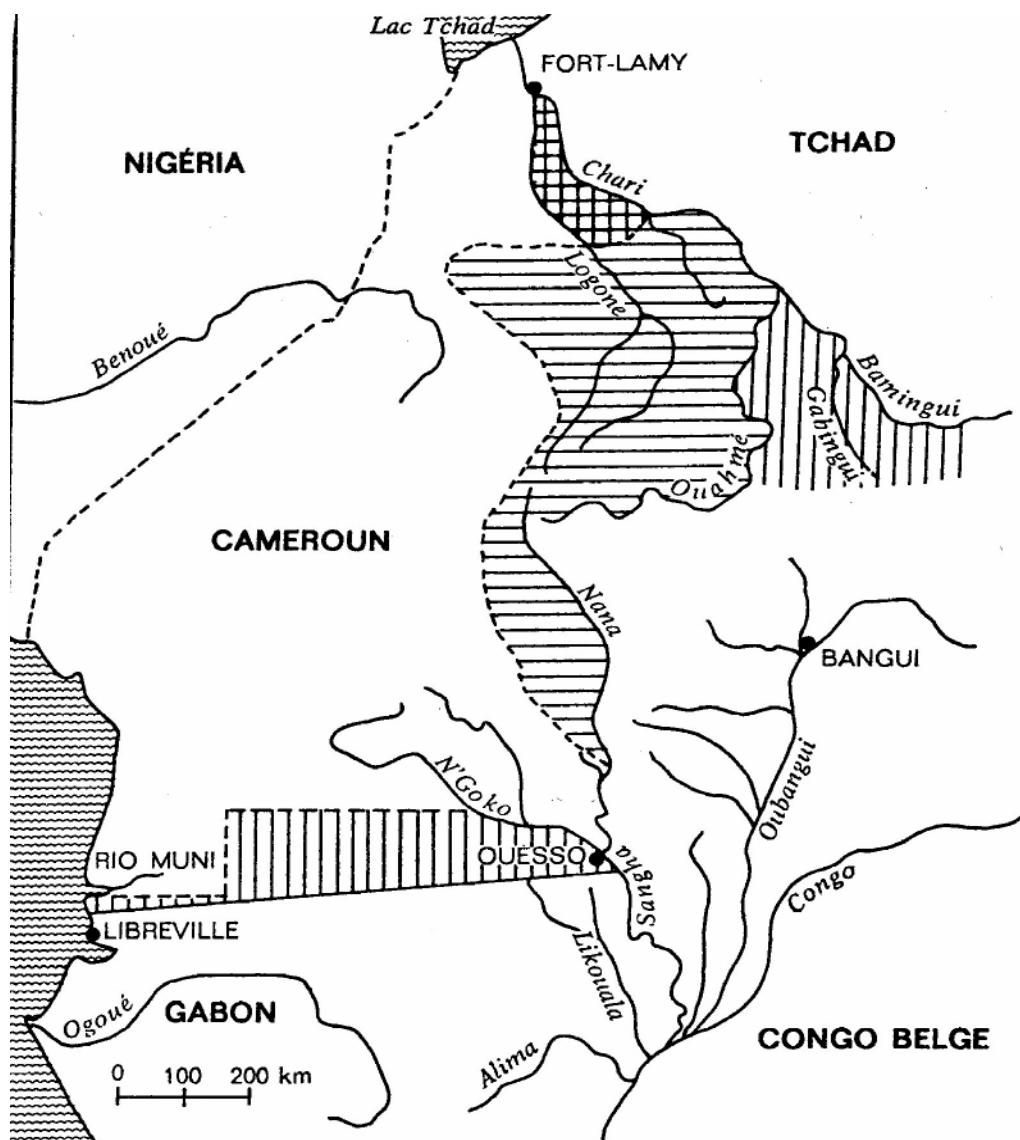 Lac Tchad
FORT-LAMY
NIGÉRIA
TCHAD
Chari
Logone
Benoué
Bamingui
Gabingui
Ouahmé
CAMEROUN
Nana
BANGUI
N'Goko
Oubangui
RIO MUNI
OUESSO
Sangha
Congo
LIBREVILLE
Likouala
Ogoué
GABON
CONGO BELGE
Alima
0 100 200 km